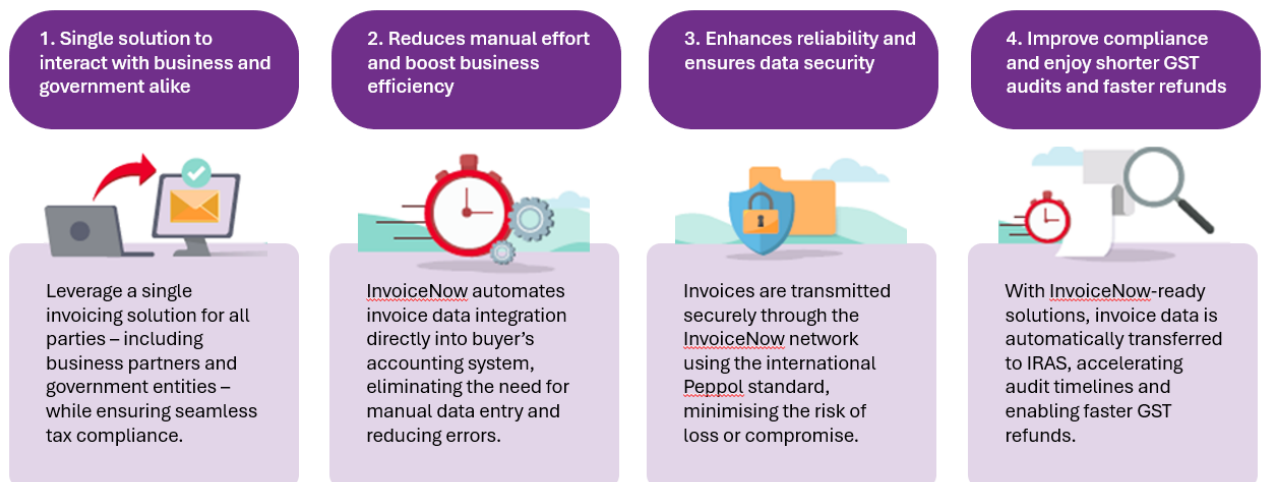 1. Single solution to
interact with business and
government alike
2. Reduces manual effort
and boost business
efficiency
3. Enhances reliability and
ensures data security
4. Improve compliance
and enjoy shorter GST
audits and faster refunds
Leverage a single
invoicing solution for all
parties – including
business partners and
government entities –
while ensuring seamless
tax compliance.
InvoiceNow automates
invoice data integration
directly into buyer’s
accounting system,
eliminating the need for
manual data entry and
reducing errors.
Invoices are transmitted
securely through the
InvoiceNow network
using the international
Peppol standard,
minimising the risk of
loss or compromise.
With InvoiceNow-ready
solutions, invoice data is
automatically transferred
to IRAS, accelerating
audit timelines and
enabling faster GST
refunds.